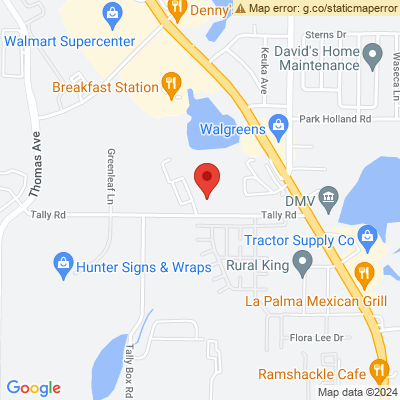 Denny'
Map error: g.co/staticmaperror
Walmart Supercenter
Sterns Dr
Keuka Ave
David's Home
Maintenance
Waseca Ln
Breakfast Station
Park Holland Rd
Walgreens
Thomas Ave
Greenleaf Ln
DMV
Tally Rd
Tally Rd
Tractor Supply Co
Hunter Signs & Wraps
Rural King
La Palma Mexican Grill
Flora Lee Dr
Tally Box Rd
Ramshackle Cafe
Google
Map data ©2024